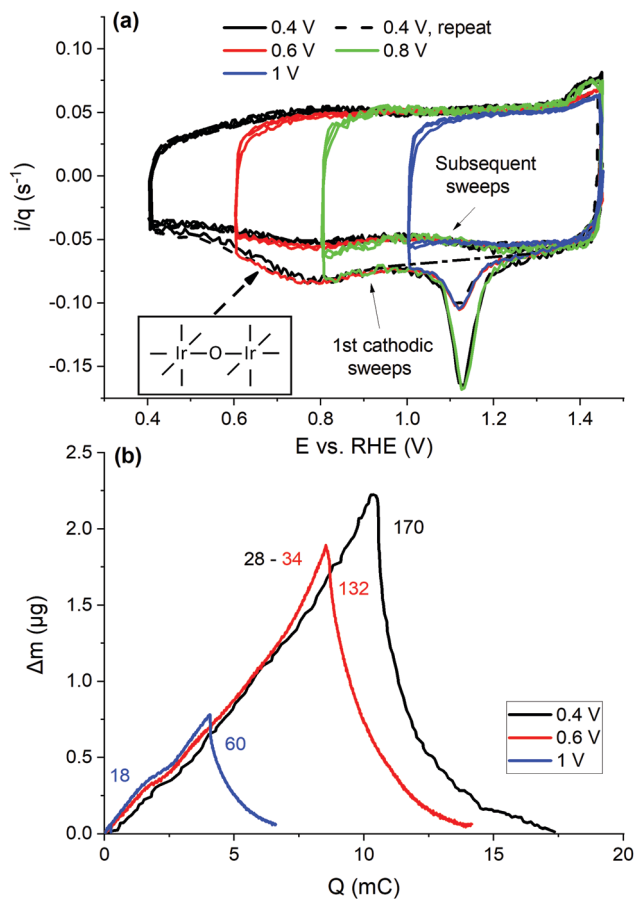 (a)
0.4 V
0.4 V, repeat
0.6 V
0.8 V
1 V
0.10
0.05
0.00
-0.05
-0.10
-0.15
i/q (s⁻¹)
Subsequent
sweeps
1st cathodic
sweeps
Ir
O
Ir
0.4
0.6
0.8
1.0
1.2
1.4
E vs. RHE (V)
(b)
2.5
2.0
1.5
1.0
0.5
0.0
Δm (μg)
170
28 - 34
132
18
60
0.4 V
0.6 V
1 V
0
5
10
15
20
Q (mC)